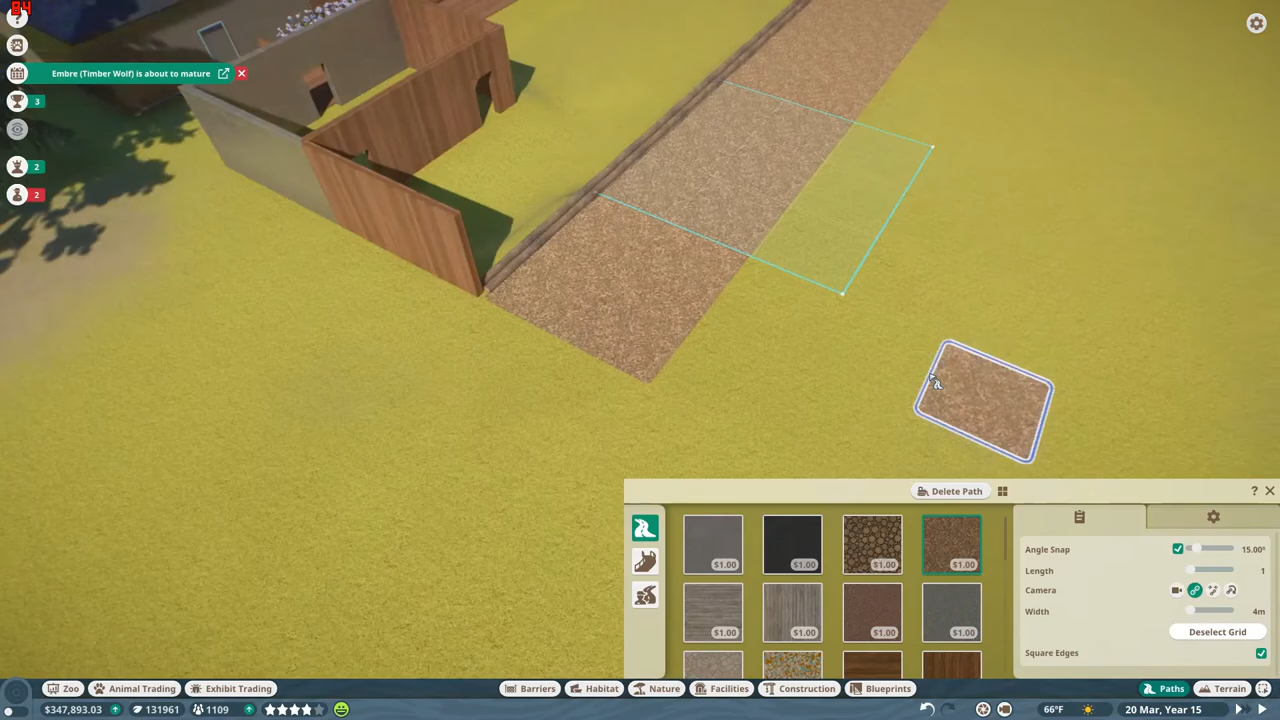 84
?
Embre (Timber Wolf) is about to mature
3
2
2
Delete Path
?
$1.00 $1.00 $1.00 $1.00
$1.00 $1.00 $1.00 $1.00
Angle Snap 15.00°
Length 1
Camera
Width 4m
Deselect Grid
Square Edges
Zoo Animal Trading Exhibit Trading Barriers Habitat Nature Facilities Construction Blueprints Paths Terrain
$347,893.03 131961 1109 66°F 20 Mar, Year 15